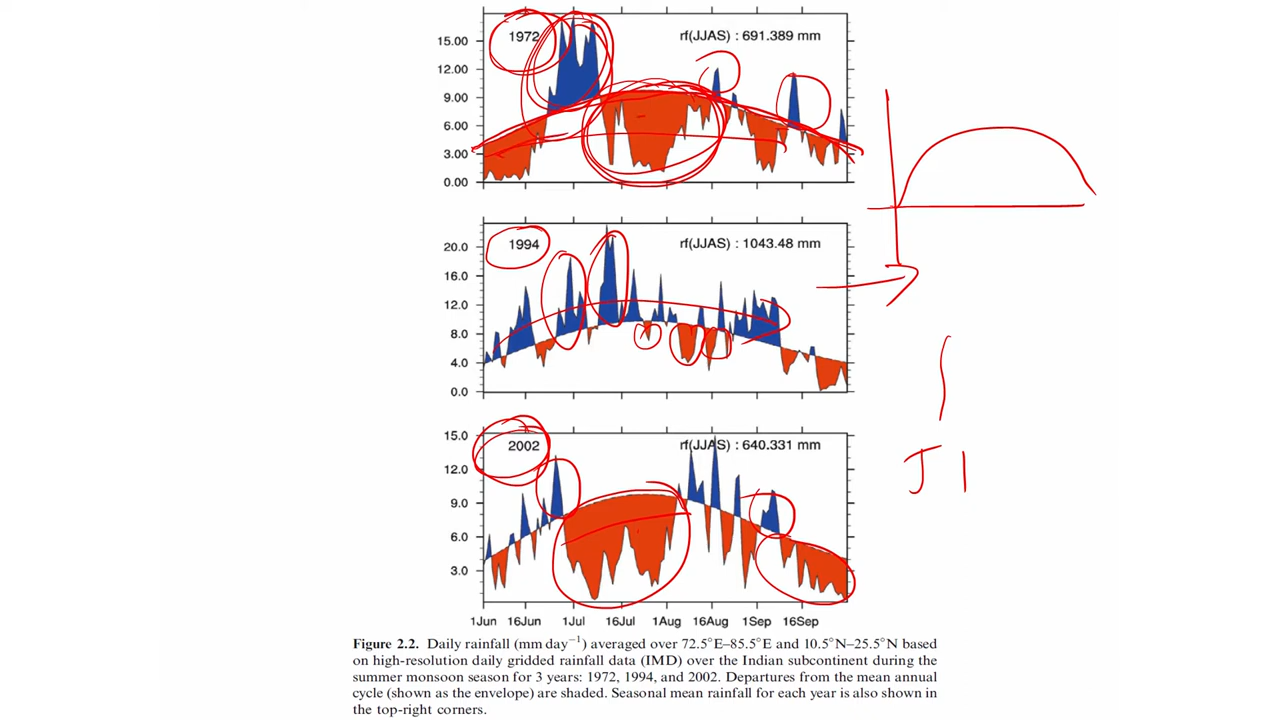 1972
rf(JJAS) : 691.389 mm
15.00
12.00
9.00
6.00
3.00
0.00
1994
rf(JJAS) : 1043.48 mm
20.0
16.0
12.0
8.0
4.0
0.0
2002
rf(JJAS) : 640.331 mm
15.0
12.0
9.0
6.0
3.0
1Jun 16Jun 1Jul 16Jul 1Aug 16Aug 1Sep 16Sep
J I
Figure 2.2. Daily rainfall (mm day⁻¹) averaged over 72.5°E–85.5°E and 10.5°N–25.5°N based
on high-resolution daily gridded rainfall data (IMD) over the Indian subcontinent during the
summer monsoon season for 3 years: 1972, 1994, and 2002. Departures from the mean annual
cycle (shown as the envelope) are shaded. Seasonal mean rainfall for each year is also shown in
the top-right corners.